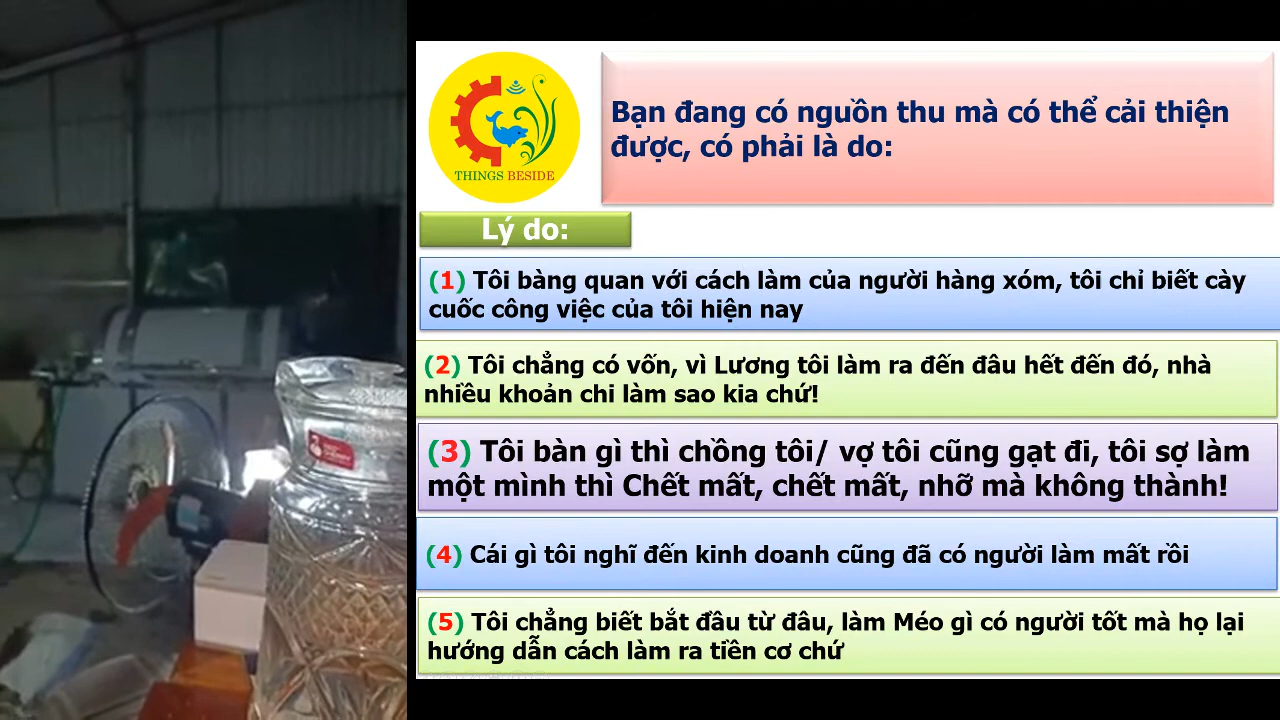 Bạn đang có nguồn thu mà có thể cải thiện
được, có phải là do:
THINGS BESIDE
Lý do:
(1) Tôi bàng quan với cách làm của người hàng xóm, tôi chỉ biết cày
cuốc công việc của tôi hiện nay
(2) Tôi chẳng có vốn, vì Lương tôi làm ra đến đâu hết đến đó, nhà
nhiều khoản chi làm sao kia chứ!
(3) Tôi bàn gì thì chồng tôi/ vợ tôi cũng gạt đi, tôi sợ làm
một mình thì Chết mất, chết mất, nhỡ mà không thành!
(4) Cái gì tôi nghĩ đến kinh doanh cũng đã có người làm mất rồi
(5) Tôi chẳng biết bắt đầu từ đâu, làm Méo gì có người tốt mà họ lại
hướng dẫn cách làm ra tiền cơ chứ